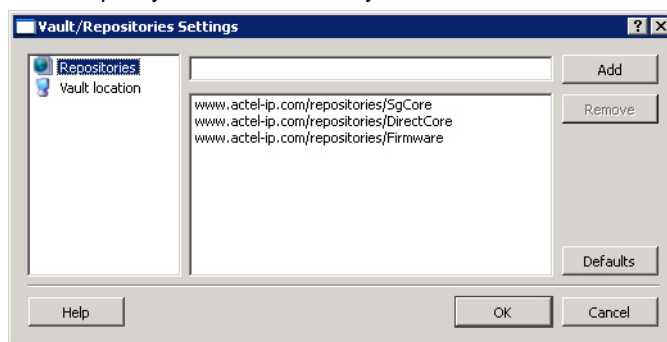 Vault/Repositories Settings
Repositories
Vault location
Add
www.actel-ip.com/repositories/SgCore
www.actel-ip.com/repositories/DirectCore
www.actel-ip.com/repositories/Firmware
Remove
Defaults
Help
OK
Cancel